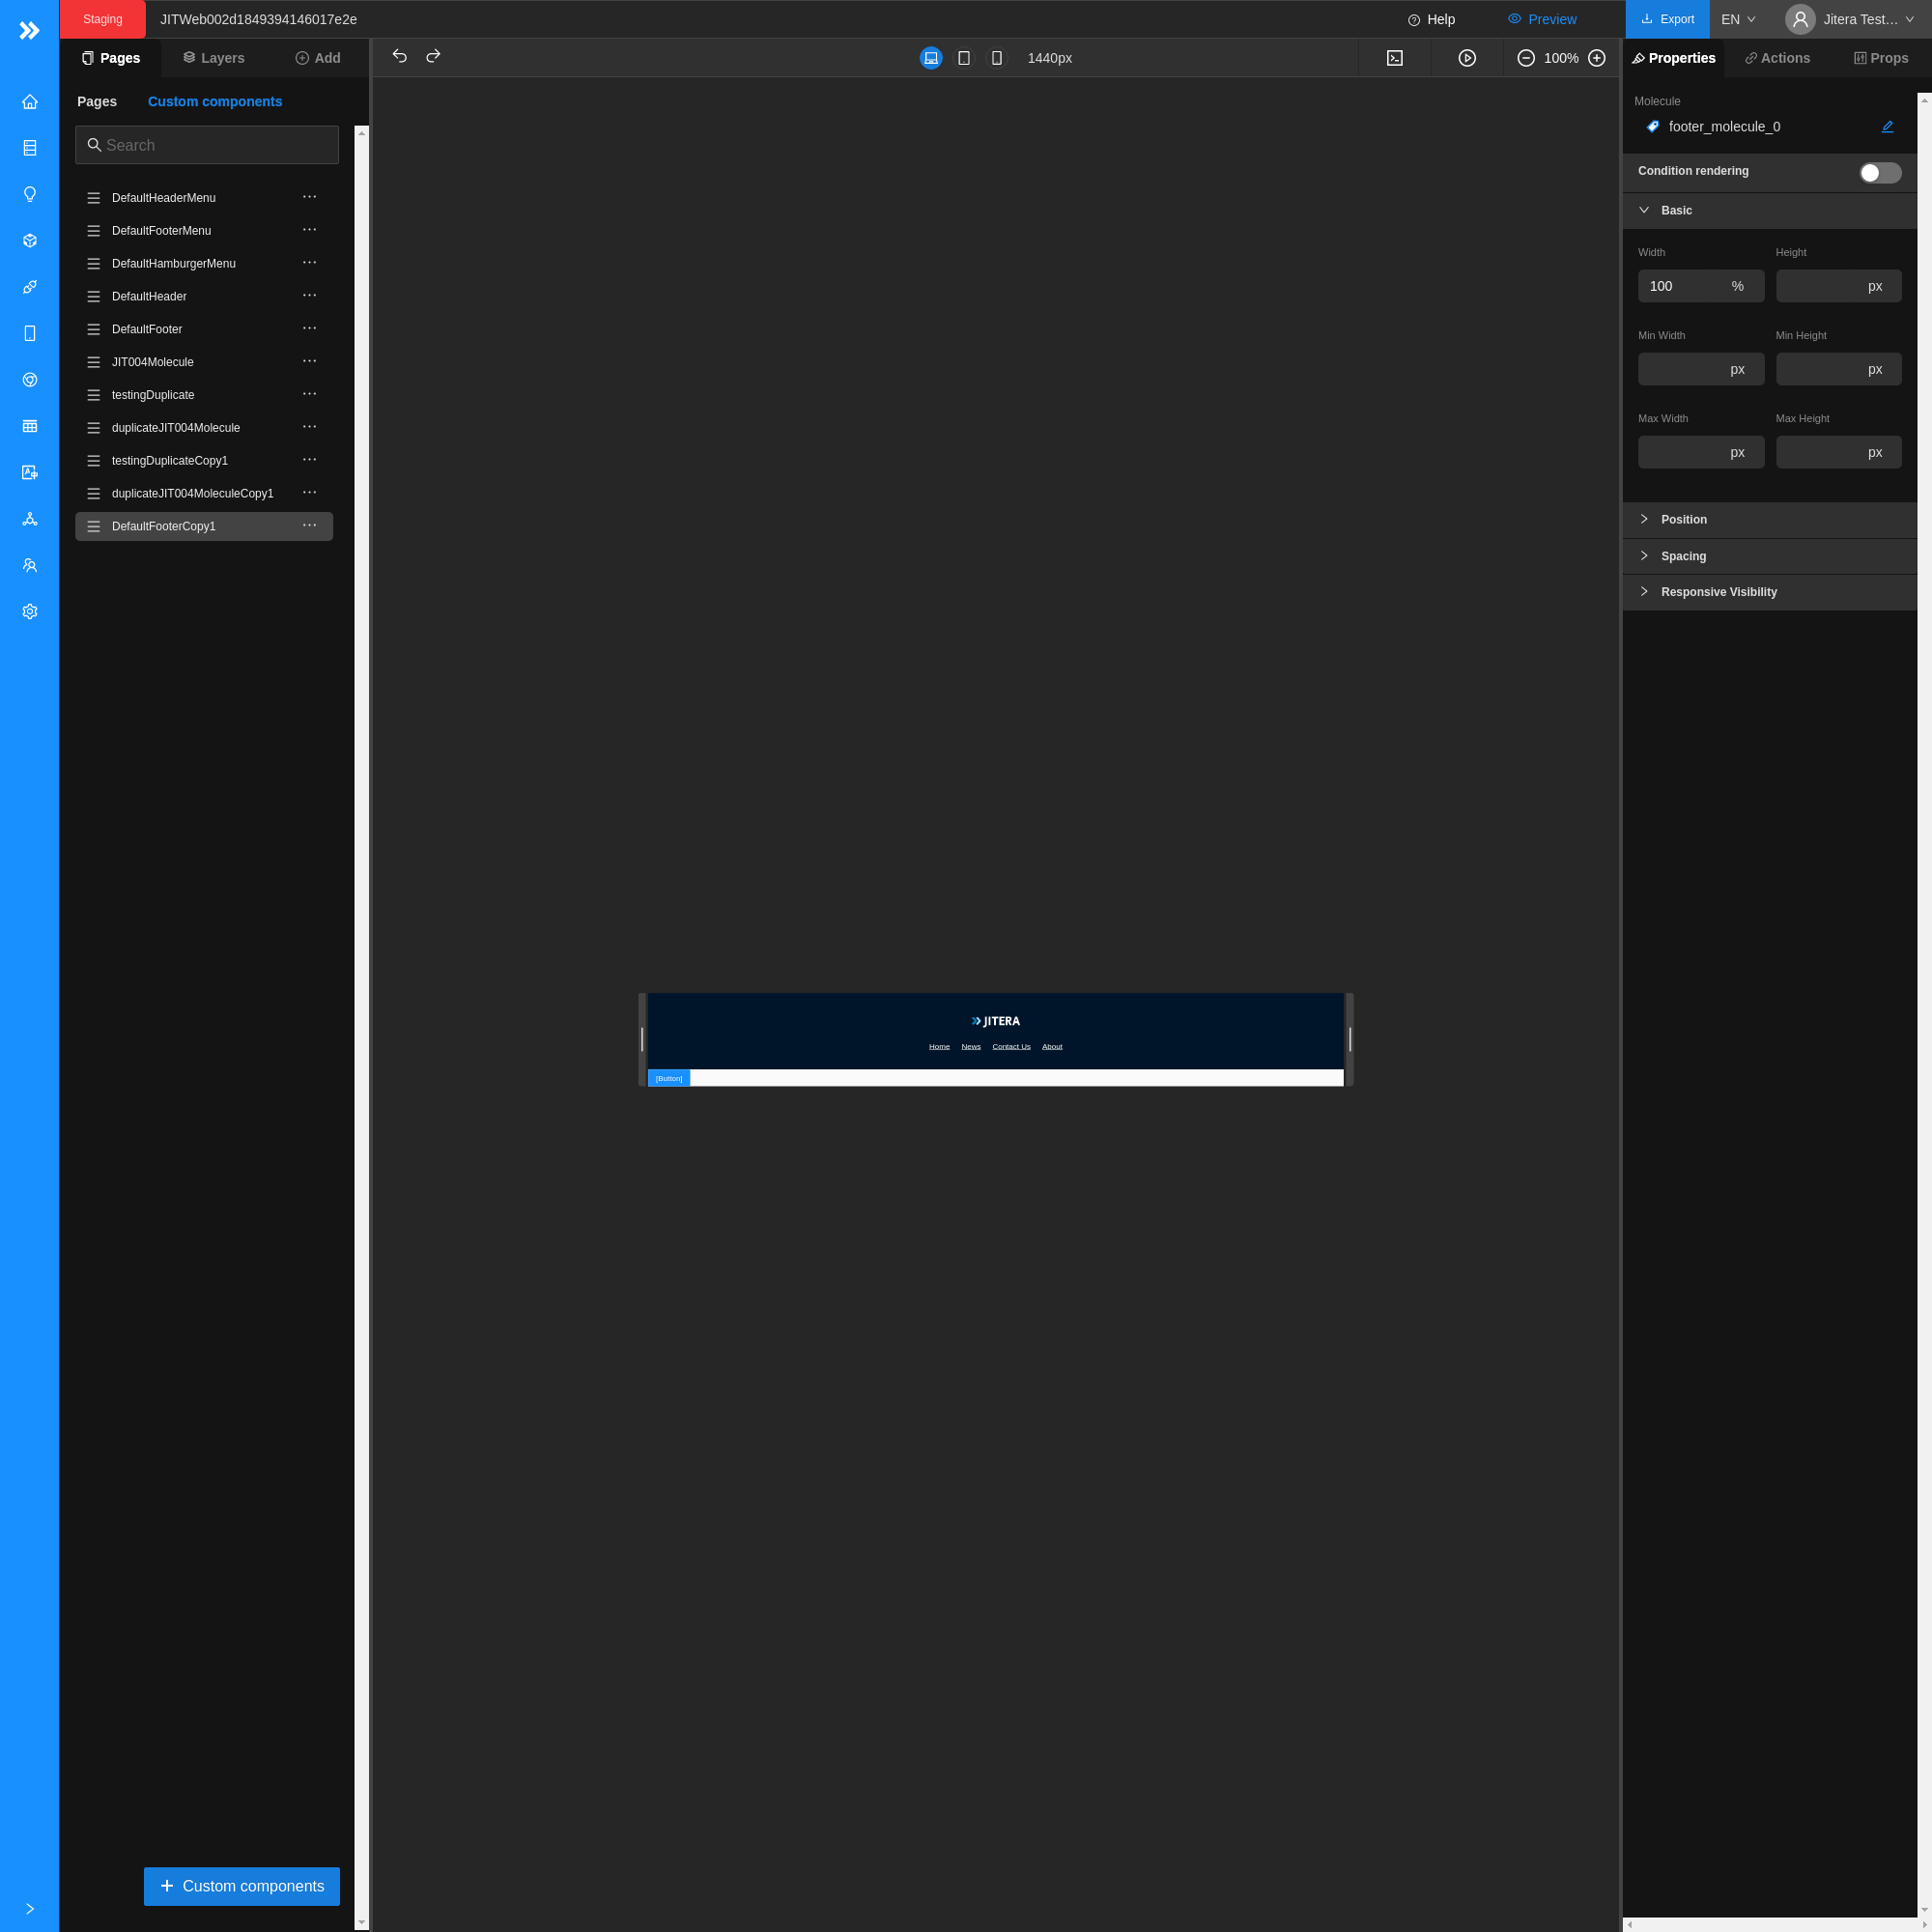 Staging
JITWeb002d1849394146017e2e
Help
Preview
Export
EN
Jitera Test…
Pages
Layers
Add
1440px
100%
Properties
Actions
Props
Pages
Custom components
Search
DefaultHeaderMenu
DefaultFooterMenu
DefaultHamburgerMenu
DefaultHeader
DefaultFooter
JIT004Molecule
testingDuplicate
duplicateJIT004Molecule
testingDuplicateCopy1
duplicateJIT004MoleculeCopy1
DefaultFooterCopy1
Custom components
JITERA
Home News Contact Us About
[Button]
Molecule
footer_molecule_0
Condition rendering
Basic
Width Height
100 % px
Min Width Min Height
px px
Max Width Max Height
px px
Position
Spacing
Responsive Visibility